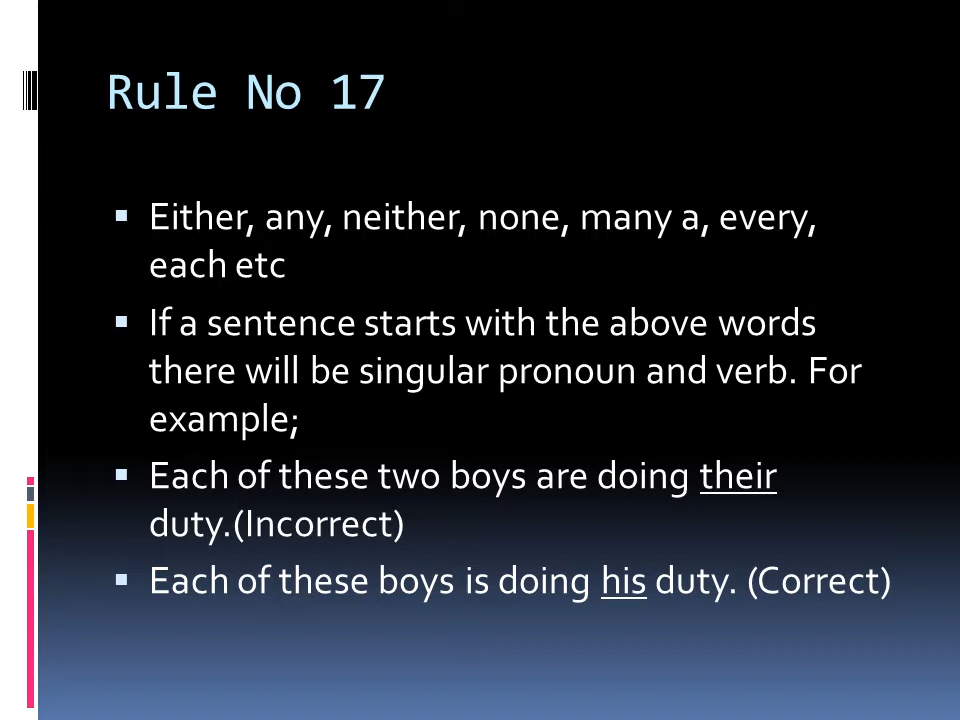 Rule No 17
▪ Either, any, neither, none, many a, every,
each etc
▪ If a sentence starts with the above words
there will be singular pronoun and verb. For
example;
▪ Each of these two boys are doing their
duty.(Incorrect)
▪ Each of these boys is doing his duty. (Correct)